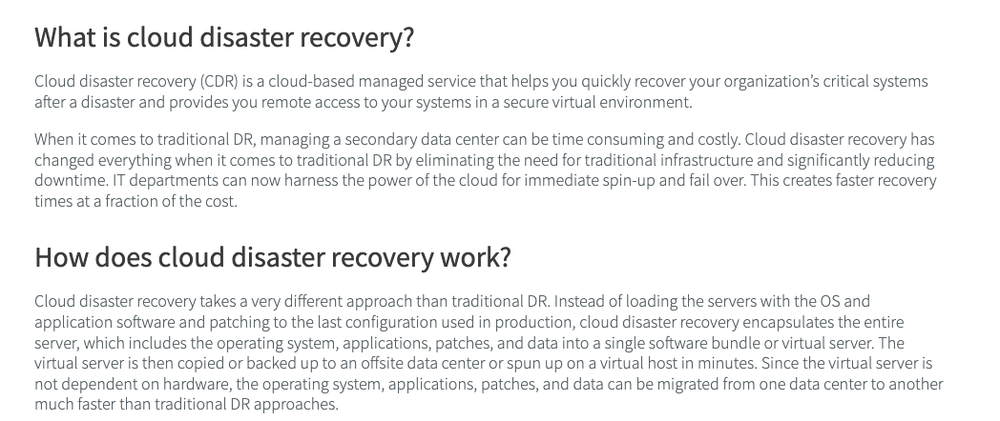 What is cloud disaster recovery?
Cloud disaster recovery (CDR) is a cloud-based managed service that helps you quickly recover your organization’s critical systems
after a disaster and provides you remote access to your systems in a secure virtual environment.
When it comes to traditional DR, managing a secondary data center can be time consuming and costly. Cloud disaster recovery has
changed everything when it comes to traditional DR by eliminating the need for traditional infrastructure and significantly reducing
downtime. IT departments can now harness the power of the cloud for immediate spin-up and fail over. This creates faster recovery
times at a fraction of the cost.
How does cloud disaster recovery work?
Cloud disaster recovery takes a very different approach than traditional DR. Instead of loading the servers with the OS and
application software and patching to the last configuration used in production, cloud disaster recovery encapsulates the entire
server, which includes the operating system, applications, patches, and data into a single software bundle or virtual server. The
virtual server is then copied or backed up to an offsite data center or spun up on a virtual host in minutes. Since the virtual server is
not dependent on hardware, the operating system, applications, patches, and data can be migrated from one data center to another
much faster than traditional DR approaches.